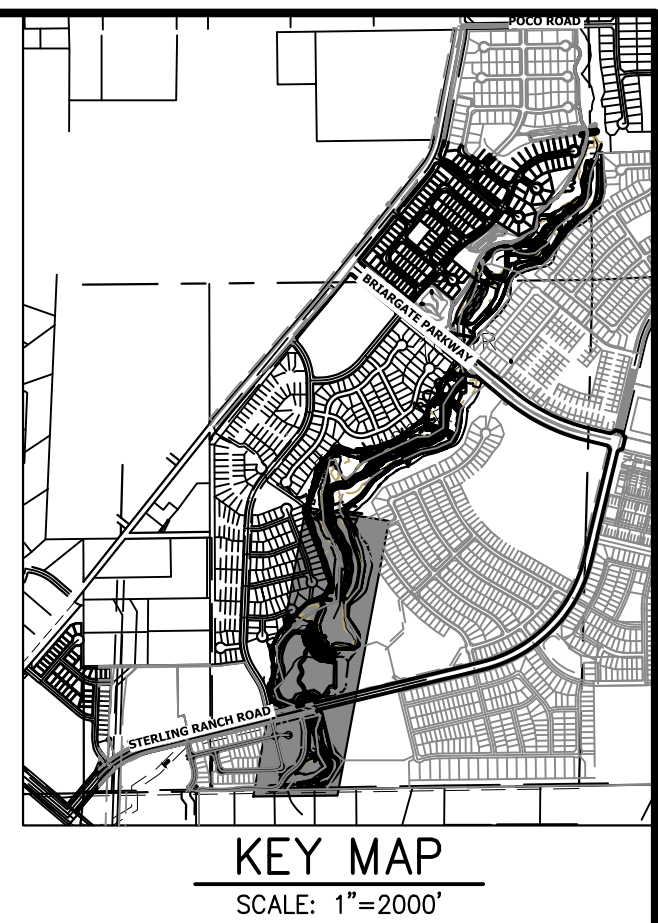 POCO ROAD
BRIARGATE PARKWAY
R
STERLING RANCH ROAD
KEY MAP
SCALE: 1"=2000'